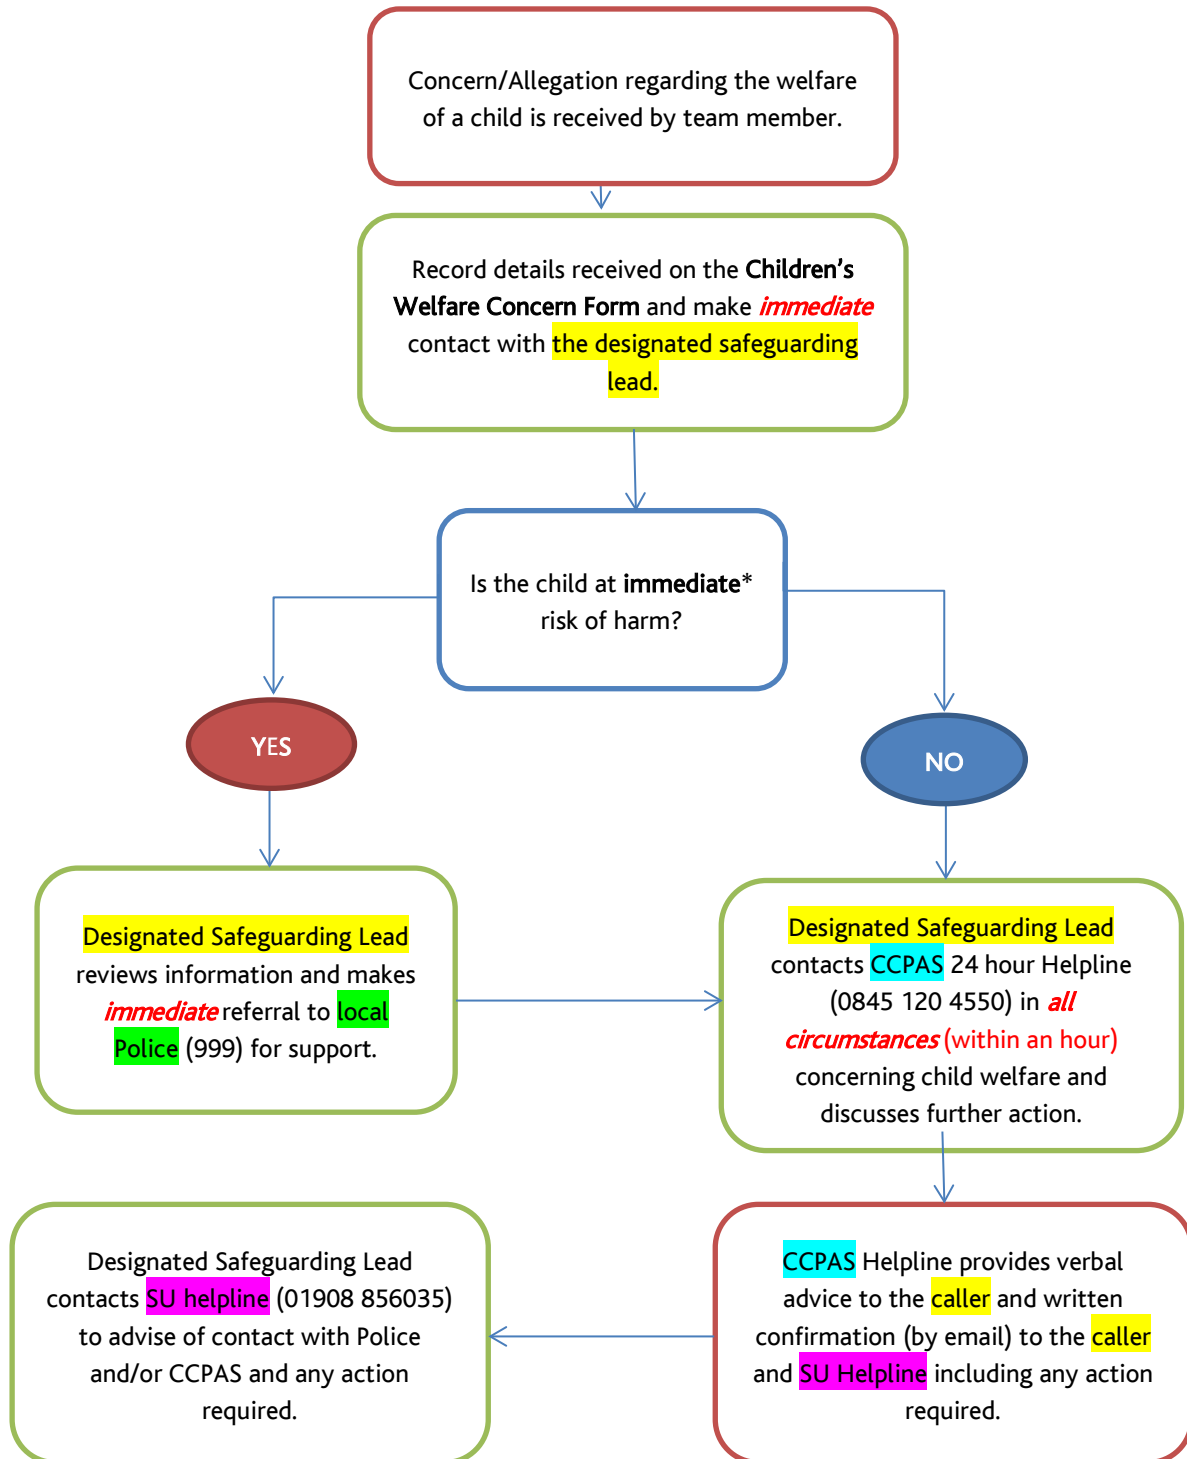 Concern/Allegation regarding the welfare
of a child is received by team member.
Record details received on the Children’s
Welfare Concern Form and make immediate
contact with the designated safeguarding
lead.
Is the child at immediate*
risk of harm?
YES
NO
Designated Safeguarding Lead
reviews information and makes
immediate referral to local
Police (999) for support.
Designated Safeguarding Lead
contacts CCPAS 24 hour Helpline
(0845 120 4550) in all
circumstances (within an hour)
concerning child welfare and
discusses further action.
Designated Safeguarding Lead
contacts SU helpline (01908 856035)
to advise of contact with Police
and/or CCPAS and any action
required.
CCPAS Helpline provides verbal
advice to the caller and written
confirmation (by email) to the caller
and SU Helpline including any action
required.